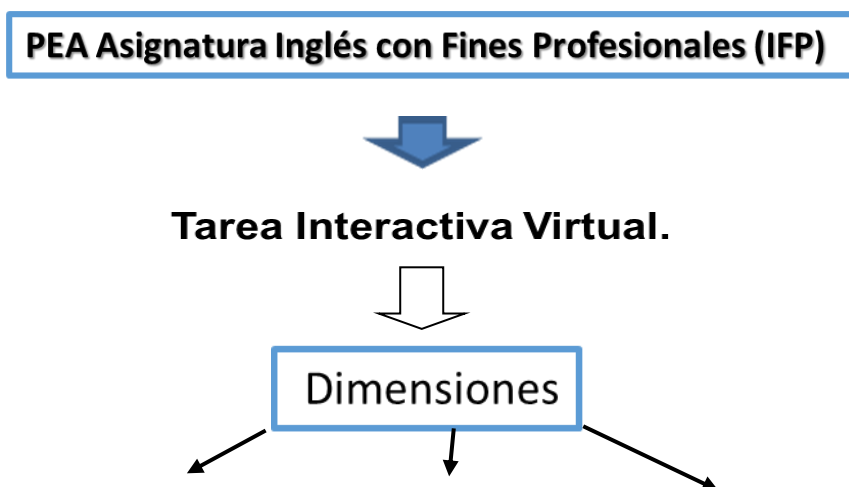 PEA Asignatura Inglés con Fines Profesionales (IFP)
Tarea Interactiva Virtual.
Dimensiones